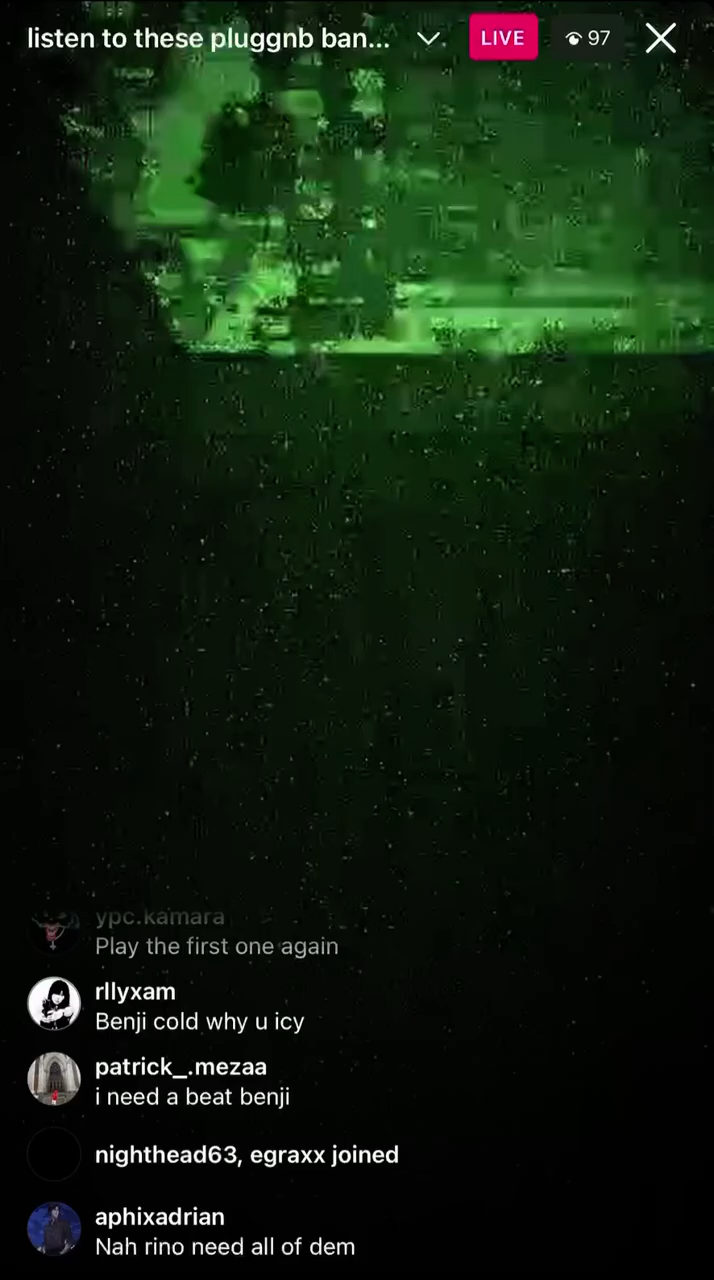 listen to these pluggnb ban...
LIVE
97
ypc.kamara
Play the first one again
rllyxam
Benji cold why u icy
patrick_.mezaa
i need a beat benji
nighthead63, egraxx joined
aphixadrian
Nah rino need all of dem